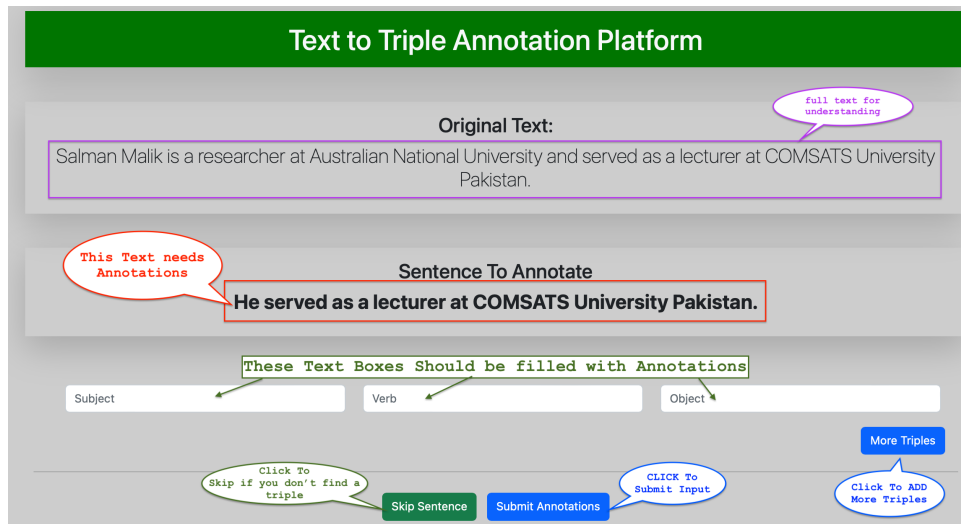 Text to Triple Annotation Platform
full text for
understanding
Original Text:
Salman Malik is a researcher at Australian National University and served as a lecturer at COMSATS University
Pakistan.
This Text needs
Annotations
Sentence To Annotate
He served as a lecturer at COMSATS University Pakistan.
These Text Boxes Should be filled with Annotations
Subject
Verb
Object
More Triples
Click To
Skip if you don't find a
triple
Skip Sentence
Submit Annotations
CLICK To
Submit Input
Click To ADD
More Triples